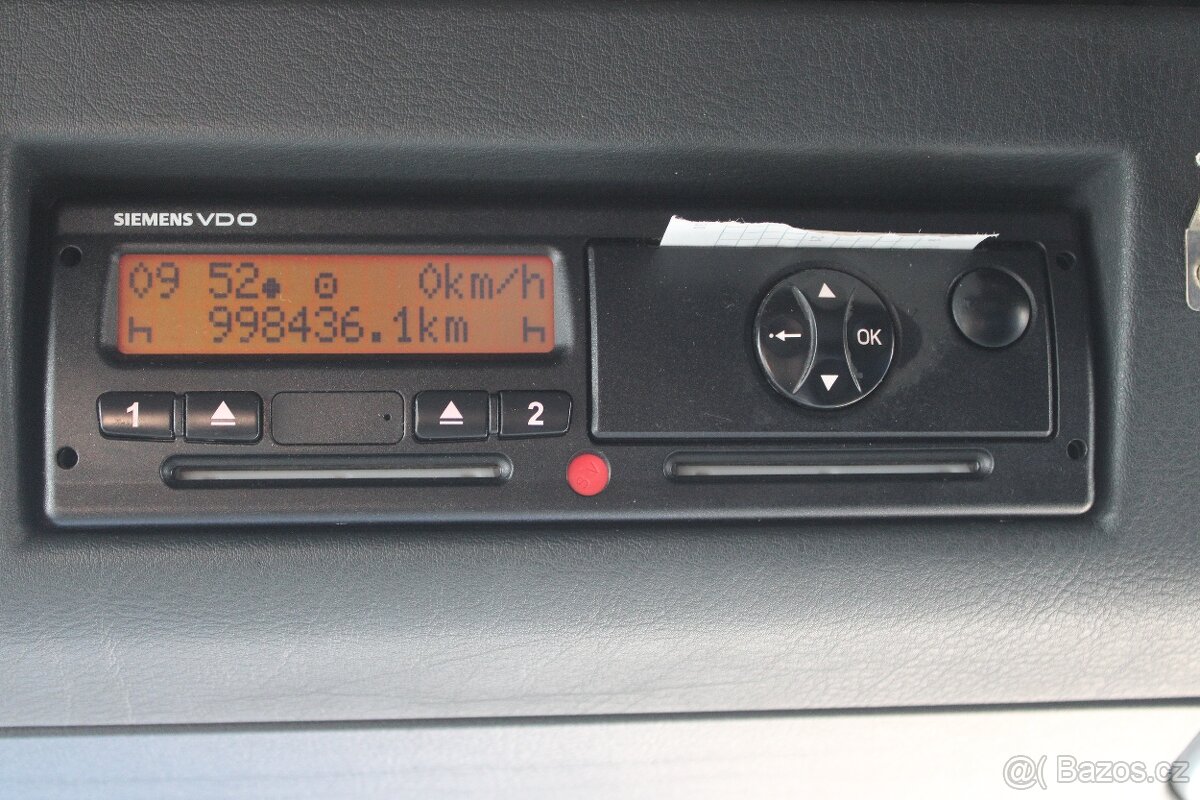 SIEMENS VDO
09 52 0km/h
998436.1km
1 2
OK
@( Bazos.cz